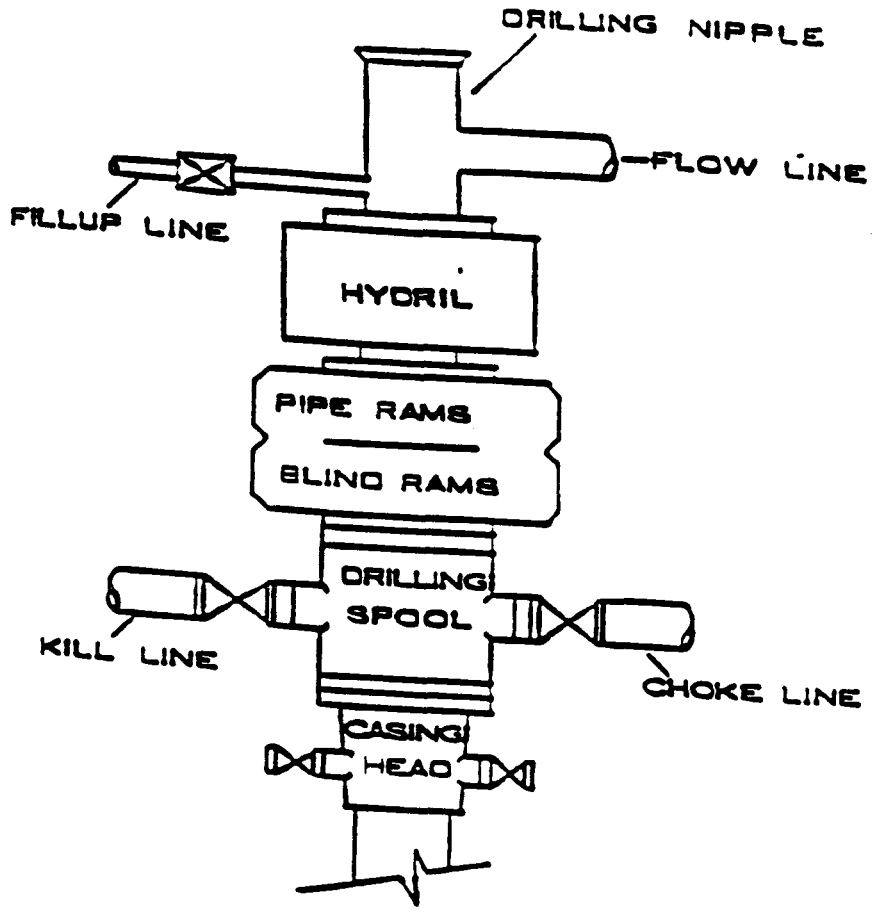 DRILLING NIPPLE
FLOW LINE
FILLUP LINE
HYDRIL
PIPE RAMS
BLIND RAMS
DRILLING
SPOOL
KILL LINE
CHOKE LINE
CASING
HEAD